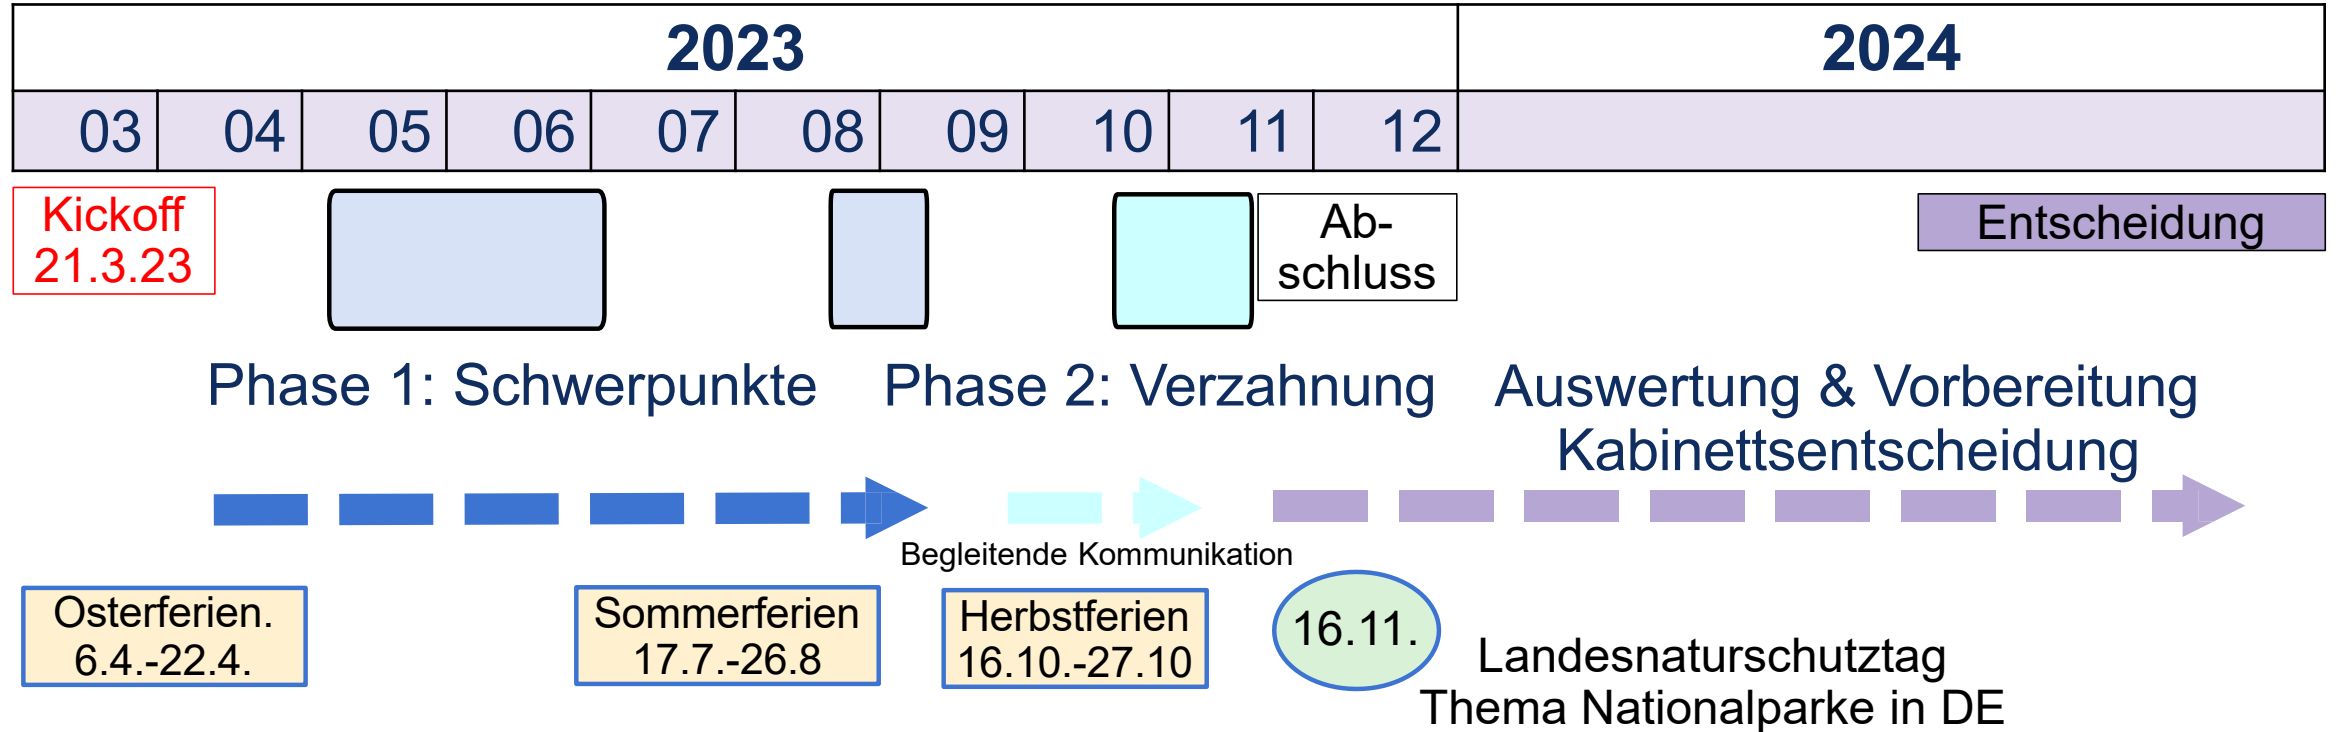 2023 2024
03 04 05 06 07 08 09 10 11 12
Kickoff
21.3.23
Ab-
schluss
Entscheidung
Phase 1: Schwerpunkte
Phase 2: Verzahnung
Auswertung & Vorbereitung
Kabinettsentscheidung
Begleitende Kommunikation
Osterferien.
6.4.-22.4.
Sommerferien
17.7.-26.8
Herbstferien
16.10.-27.10
16.11.
Landesnaturschutztag
Thema Nationalparke in DE